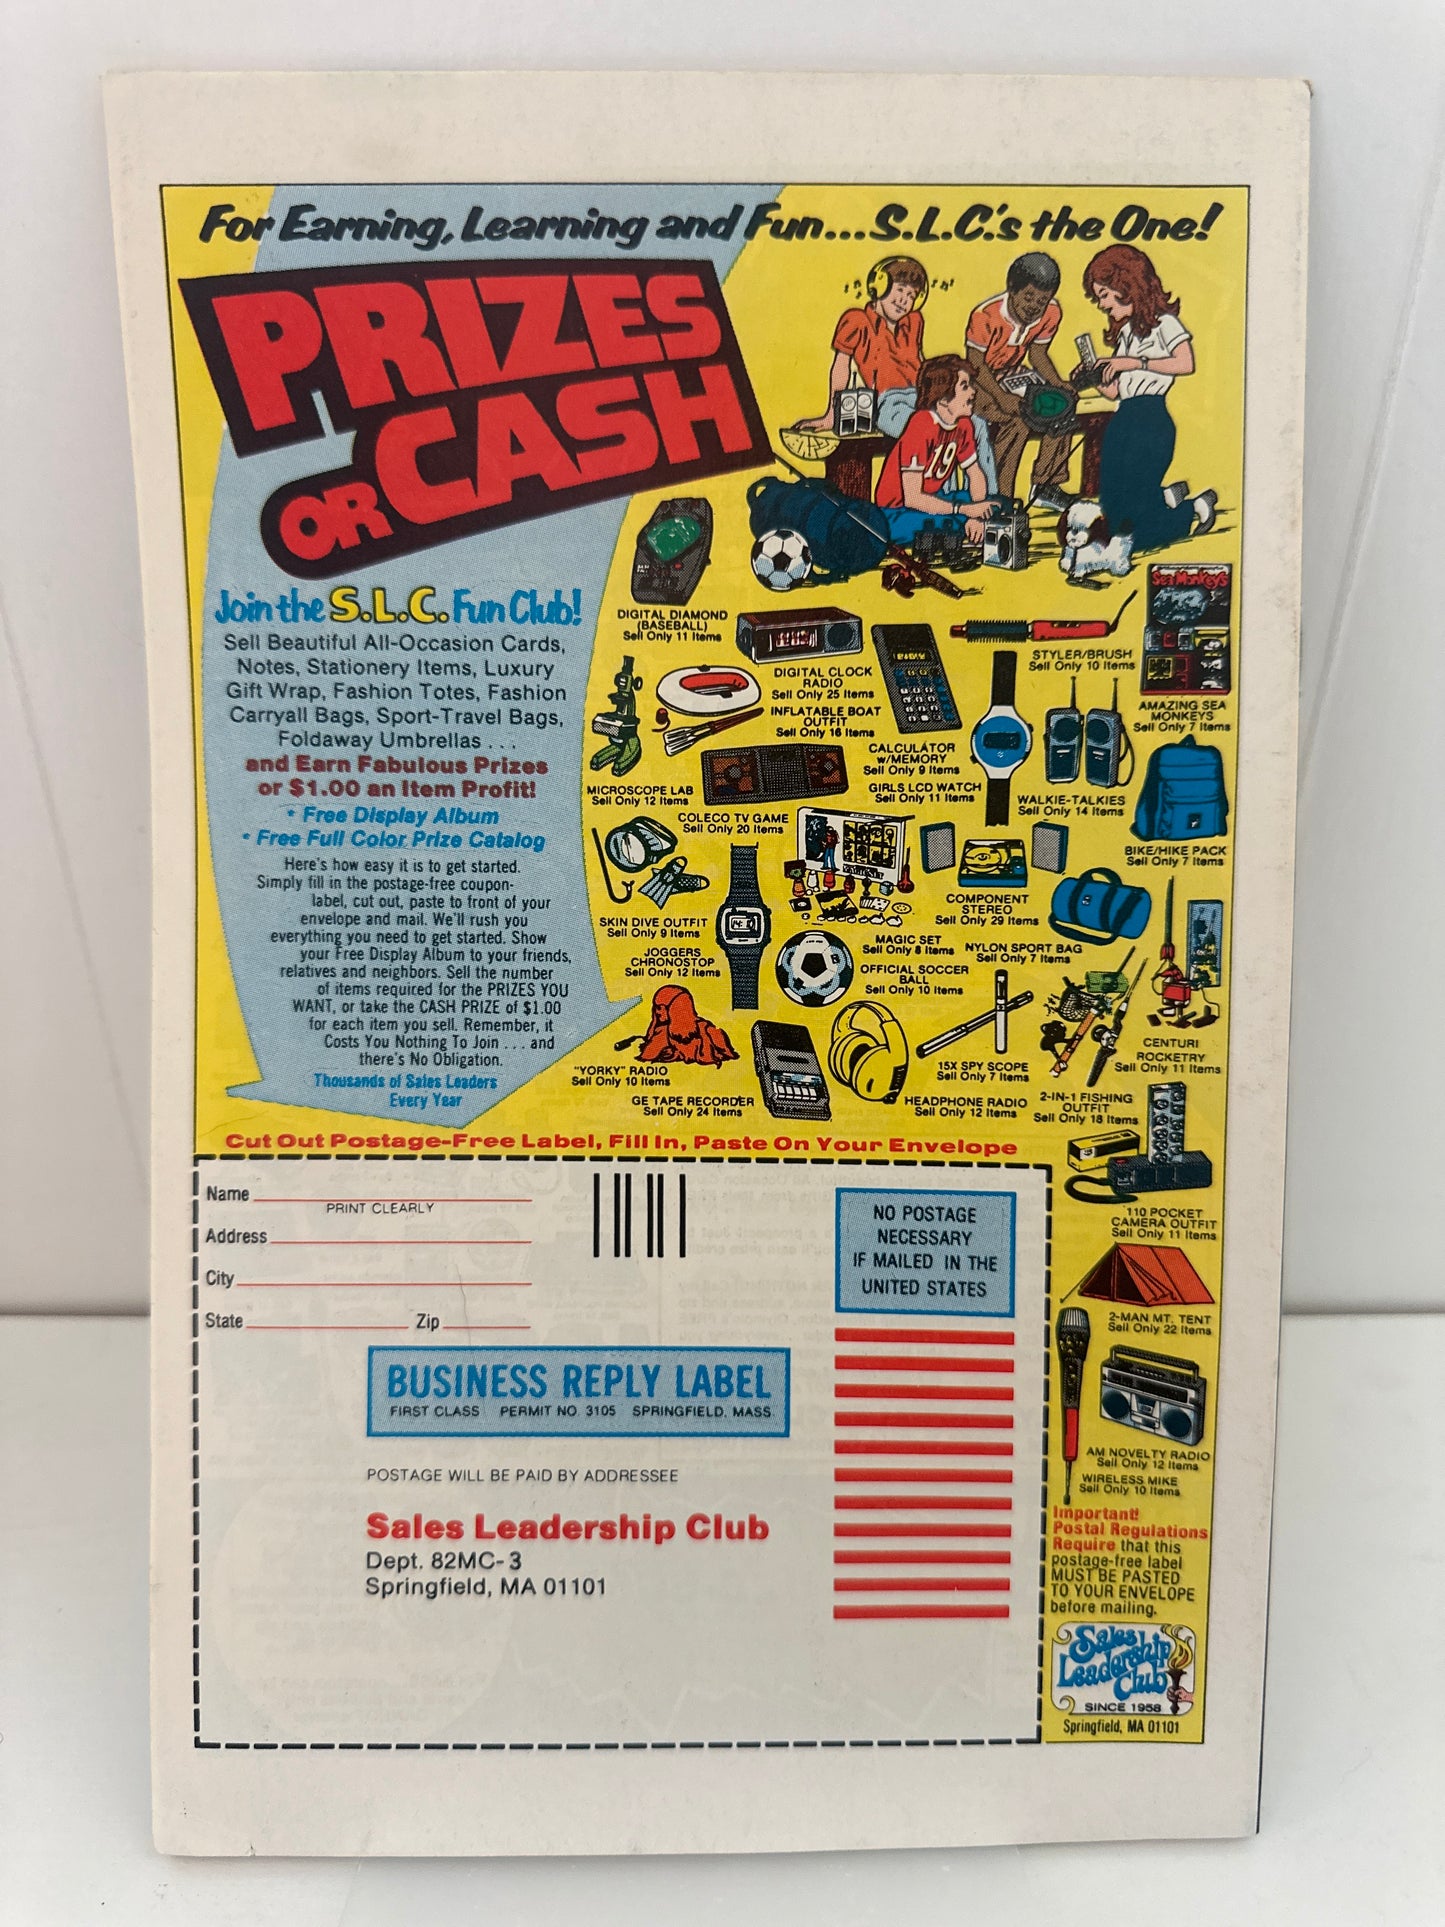 For Earning, Learning and Fun...S.L.C.'s the One!
PRIZES
OR CASH
Join the S.L.C. Fun Club!
Sell Beautiful All-Occasion Cards,
Notes, Stationery Items, Luxury
Gift Wrap, Fashion Totes, Fashion
Carryall Bags, Sport-Travel Bags,
Foldaway Umbrellas . . .
and Earn Fabulous Prizes
or $1.00 an Item Profit!
* Free Display Album
* Free Full Color Prize Catalog
Here's how easy it is to get started.
Simply fill in the postage-free coupon-
label, cut out, paste to front of your
envelope and mail. We'll rush you
everything you need to get started. Show
your Free Display Album to your friends,
relatives and neighbors. Sell the number
of items required for the PRIZES YOU
WANT, or take the CASH PRIZE of $1.00
for each item you sell. Remember, it
Costs You Nothing To Join . . . and
there's No Obligation.
Thousands of Sales Leaders
Every Year
19
DIGITAL DIAMOND
(BASEBALL)
Sell Only 11 Items
DIGITAL CLOCK
RADIO
Sell Only 25 Items
STYLER/BRUSH
Sell Only 10 Items
Sea Monkeys
AMAZING SEA
MONKEYS
Sell Only 7 Items
INFLATABLE BOAT
OUTFIT
Sell Only 16 Items
CALCULATOR
w/MEMORY
Sell Only 9 Items
MICROSCOPE LAB
Sell Only 12 Items
GIRLS LCD WATCH
Sell Only 11 Items
WALKIE-TALKIES
Sell Only 14 Items
COLECO TV GAME
Sell Only 20 Items
BIKE/HIKE PACK
Sell Only 7 Items
SKIN DIVE OUTFIT
Sell Only 9 Items
COMPONENT
STEREO
Sell Only 29 Items
MAGIC SET
Sell Only 8 Items
NYLON SPORT BAG
Sell Only 7 Items
JOGGERS
CHRONOSTOP
Sell Only 12 Items
OFFICIAL SOCCER
BALL
Sell Only 10 Items
CENTURI
ROCKETRY
Sell Only 11 Items
"YORKY" RADIO
Sell Only 10 Items
15X SPY SCOPE
Sell Only 7 Items
GE TAPE RECORDER
Sell Only 24 Items
HEADPHONE RADIO
Sell Only 12 Items
2-IN-1 FISHING
OUTFIT
Sell Only 18 Items
'110 POCKET
CAMERA OUTFIT
Sell Only 11 Items
2-MAN MT. TENT
Sell Only 22 Items
AM NOVELTY RADIO
Sell Only 12 Items
WIRELESS MIKE
Sell Only 10 Items
Important!
Postal Regulations
Require that this
postage-free label
MUST BE PASTED
TO YOUR ENVELOPE
before mailing.
Sales
Leadership
Club
SINCE 1958
Springfield, MA 01101
Cut Out Postage-Free Label, Fill In, Paste On Your Envelope
Name
PRINT CLEARLY
Address
City
State Zip
NO POSTAGE
NECESSARY
IF MAILED IN THE
UNITED STATES
BUSINESS REPLY LABEL
FIRST CLASS PERMIT NO. 3105 SPRINGFIELD, MASS.
POSTAGE WILL BE PAID BY ADDRESSEE
Sales Leadership Club
Dept. 82MC-3
Springfield, MA 01101